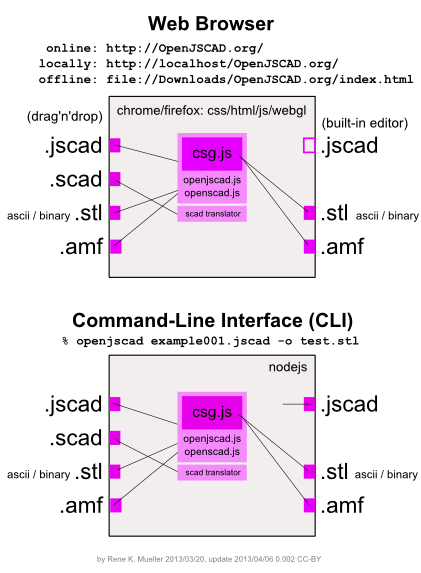 Web Browser
online: http://OpenJSCAD.org/
locally: http://localhost/OpenJSCAD.org/
offline: file://Downloads/OpenJSCAD.org/index.html
chrome/firefox: css/html/js/webgl
(drag'n'drop)
(built-in editor)
.jscad
csg.js
.jscad
.scad
openjscad.js
openscad.js
ascii / binary .stl
scad translator
.stl ascii / binary
.amf
.amf
Command-Line Interface (CLI)
% openjscad example001.jscad -o test.stl
nodejs
.jscad
csg.js
.jscad
.scad
openjscad.js
openscad.js
ascii / binary .stl
scad translator
.stl ascii / binary
.amf
.amf
by Rene K. Mueller 2013/03/20, update 2013/04/06 0.002 CC-BY